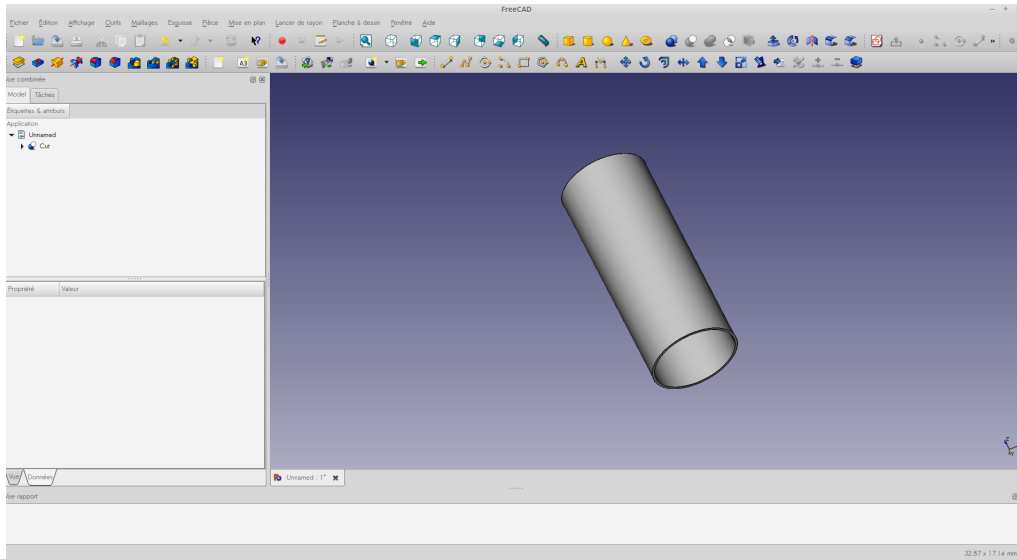 FreeCAD
Fichier Édition Affichage Outils Maillages Esquisse Pièce Mise en plan Lancer de rayon Planche à dessin Fenêtre Aide
A3
Vue combinée
Model Tâches
Étiquettes & attributs
Application
Unnamed
Cut
Propriété Valeur
Vue Données
Unnamed : 1*
Vue rapport
32.87 x 17.14 mm